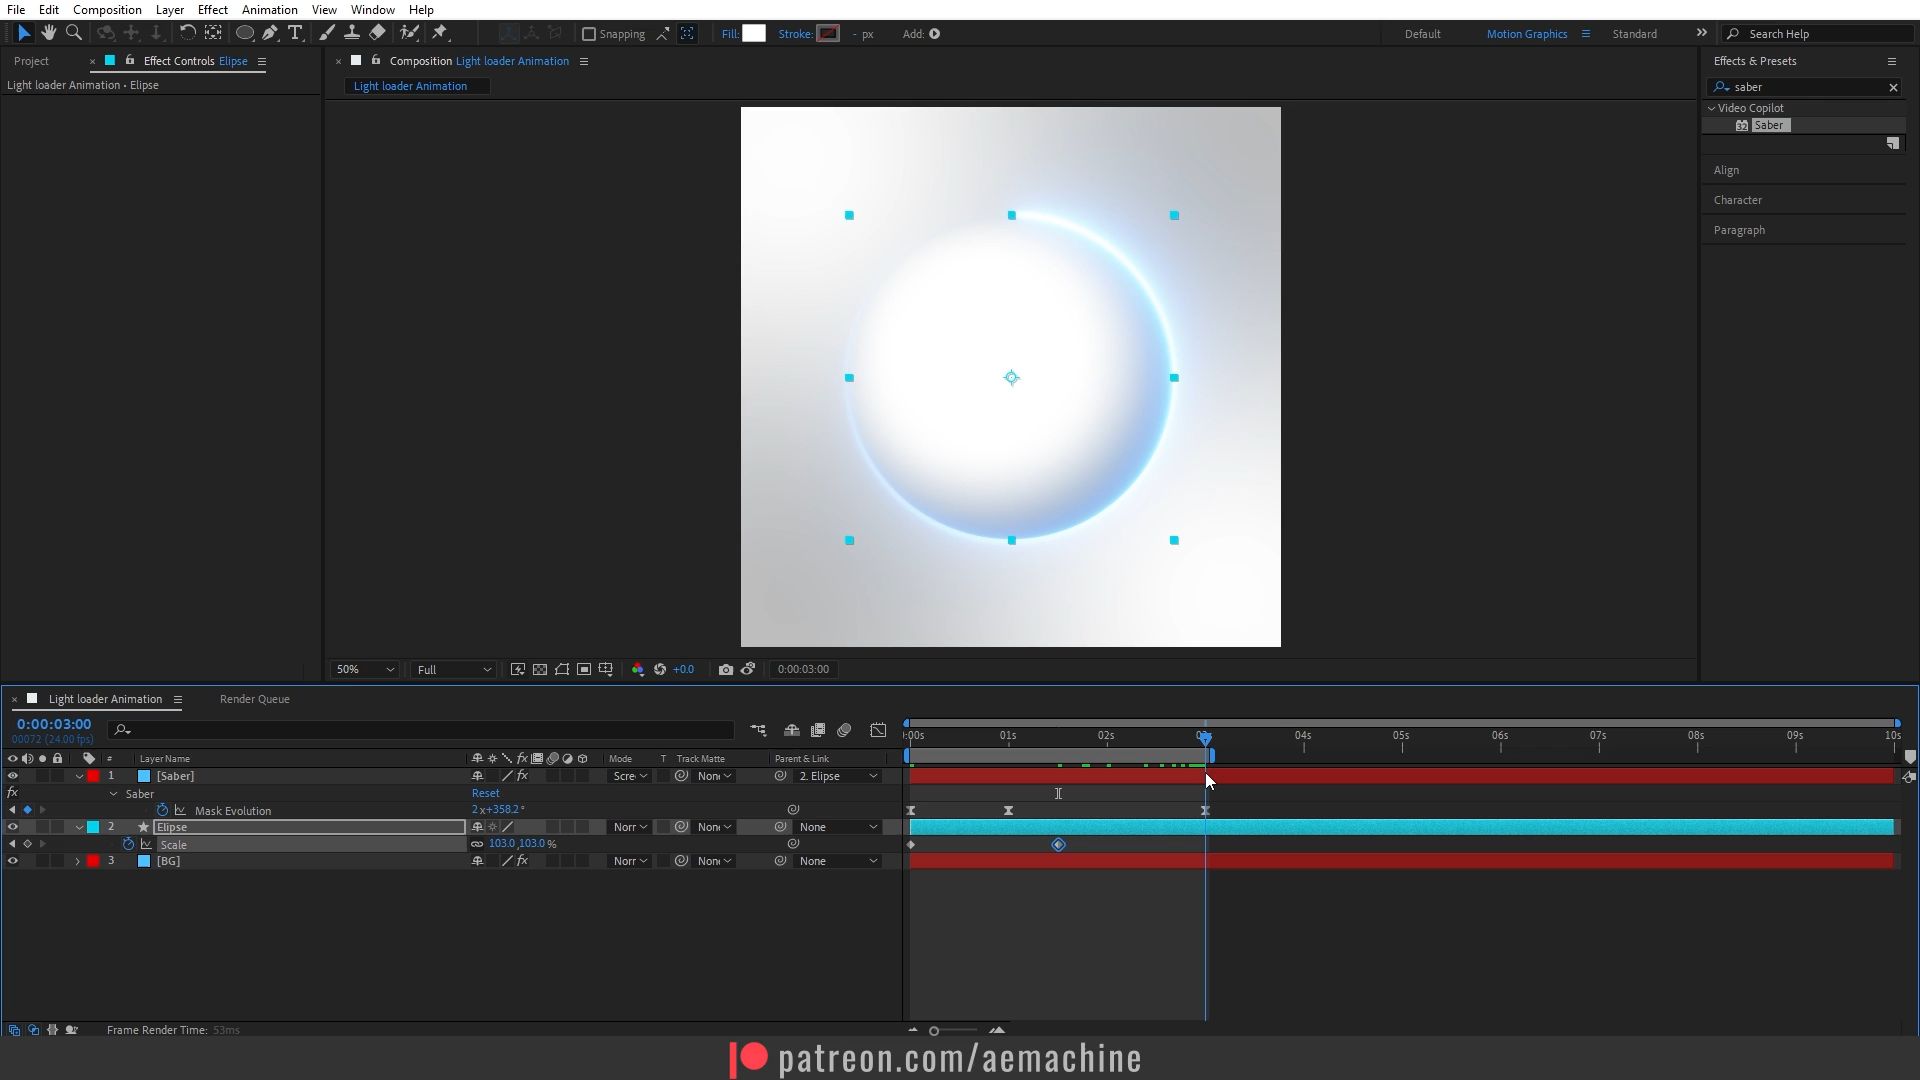 File Edit Composition Layer Effect Animation View Window Help
Snapping Fill: Stroke: - px Add: Default Motion Graphics Standard Search Help
Project Effect Controls Elipse Composition Light loader Animation Effects & Presets
Light loader Animation • Elipse Light loader Animation saber
Video Copilot
32 Saber
Align
Character
Paragraph
50% Full +0.0 0:00:03:00
Light loader Animation Render Queue
0:00:03:00
00072 (24.00 fps)
:00s 01s 02s 04s 05s 06s 07s 08s 09s 10s
# Layer Name fx Mode T Track Matte Parent & Link
1 [Saber] fx Scre None 2. Elipse
fx Saber Reset
Mask Evolution 2x+358.2°
2 Elipse Norr None None
Scale 103.0,103.0%
3 [BG] fx Norr None None
Frame Render Time: 53ms
patreon.com/aemachine